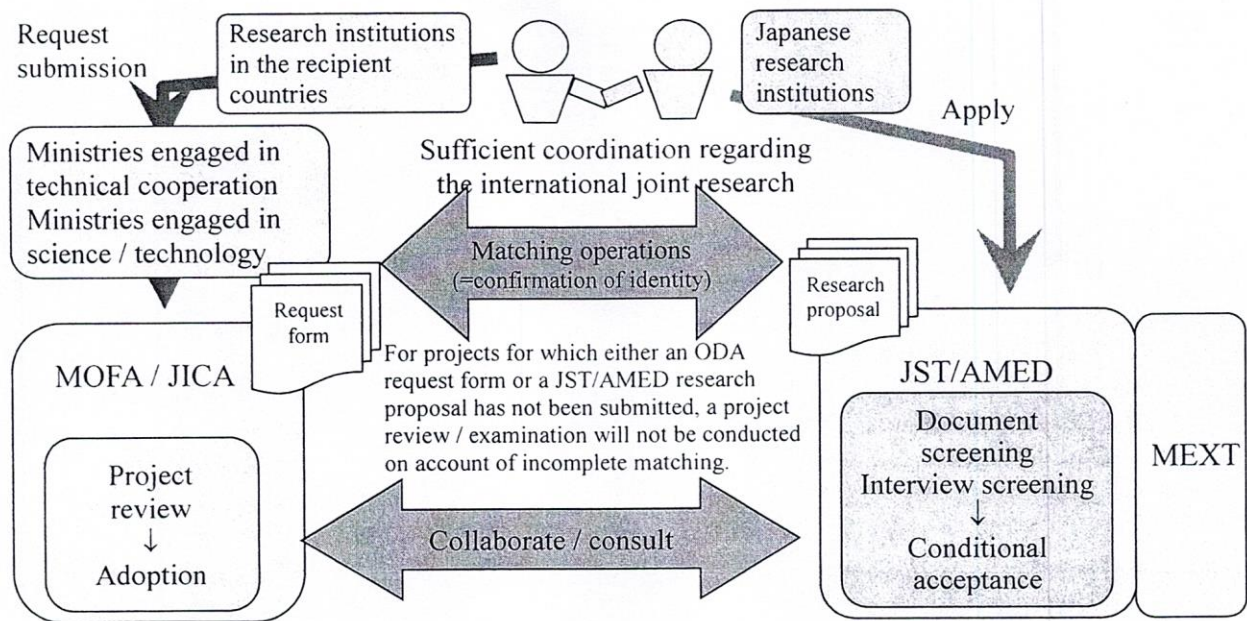 Request
submission
Research institutions
in the recipient
countries
Japanese
research
institutions
Apply
Ministries engaged in
technical cooperation
Ministries engaged in
science / technology
Sufficient coordination regarding
the international joint research
Matching operations
(=confirmation of identity)
Request
form
Research
proposal
For projects for which either an ODA
request form or a JST/AMED research
proposal has not been submitted, a project
review / examination will not be conducted
on account of incomplete matching.
MOFA / JICA
Project
review
↓
Adoption
Collaborate / consult
JST/AMED
Document
screening
Interview screening
↓
Conditional
acceptance
MEXT